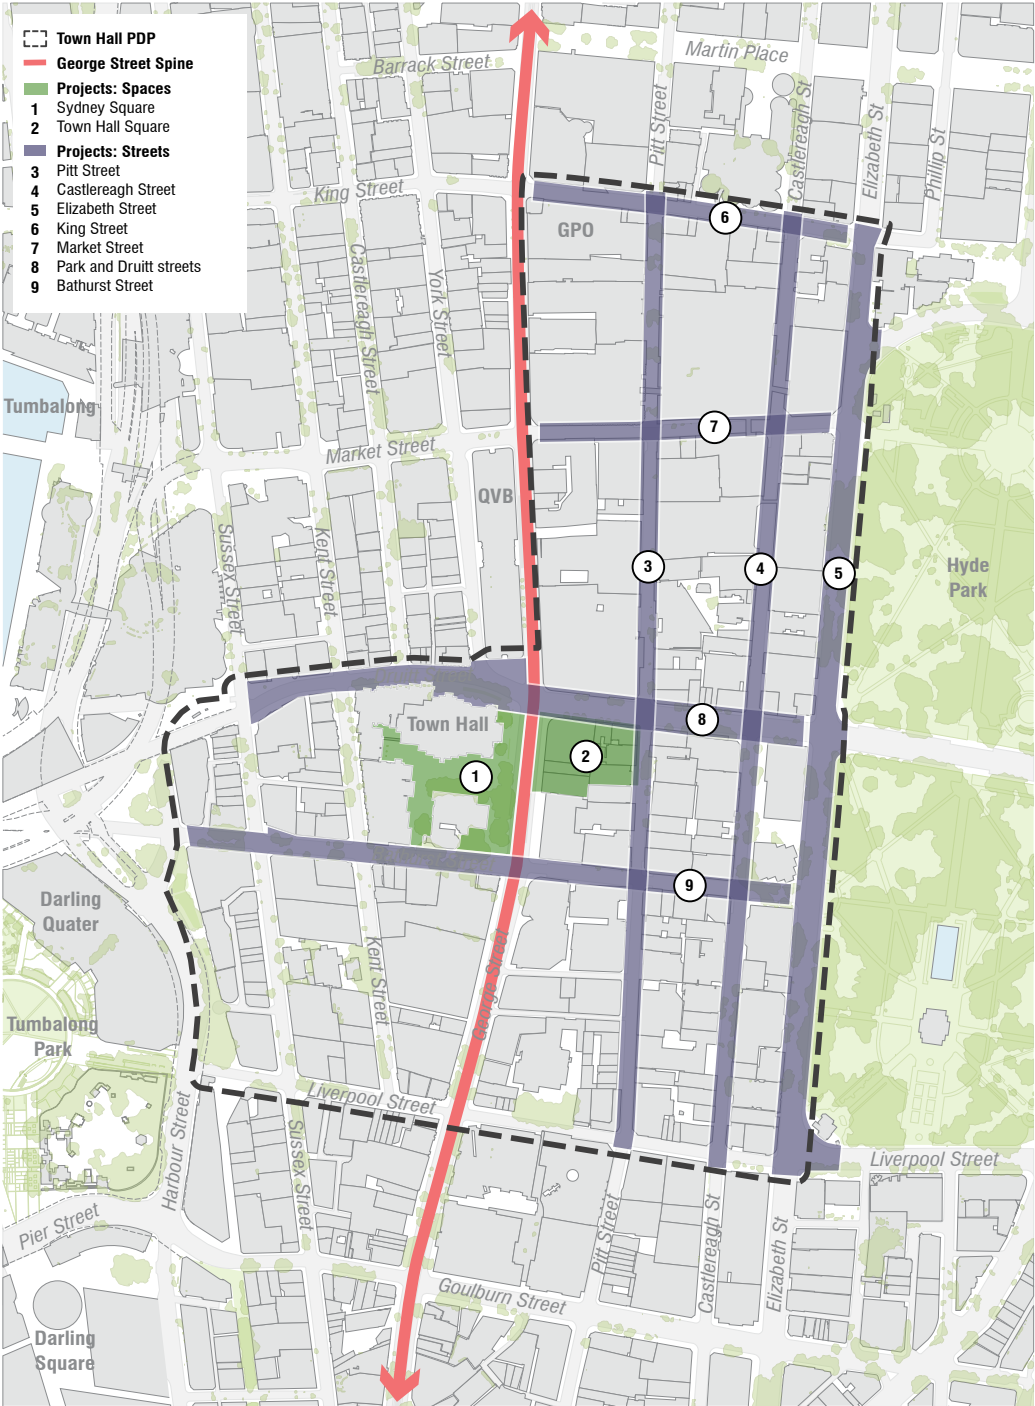 Town Hall PDP
George Street Spine
Projects: Spaces
1 Sydney Square
2 Town Hall Square
Projects: Streets
3 Pitt Street
4 Castlereagh Street
5 Elizabeth Street
6 King Street
7 Market Street
8 Park and Druitt streets
9 Bathurst Street
Barrack Street
Martin Place
Pitt Street
Castlereagh St
Elizabeth St
Phillip St
King Street
6
GPO
Castlereagh Street
York Street
Tumbalong
7
Market Street
QVB
Sussex Street
Kent Street
3
4
5
Hyde
Park
Town Hall
8
2
1
9
Darling
Quater
Kent Street
George Street
Tumbalong
Park
Liverpool Street
Harbour Street
Sussex Street
Liverpool Street
Pier Street
Pitt Street
Castlereagh St
Elizabeth St
Goulburn Street
Darling
Square